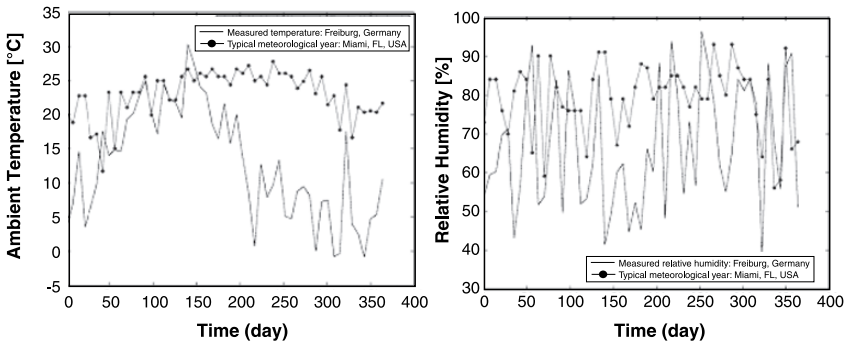 35
30
25
20
15
10
5
0
-5
Ambient Temperature [°C]
Measured temperature: Freiburg, Germany
Typical meteorological year: Miami, FL, USA
0 50 100 150 200 250 300 350 400
Time (day)
100
90
80
70
60
50
40
30
Relative Humidity [%]
Measured relative humidity: Freiburg, Germany
Typical meteorological year: Miami, FL, USA
0 50 100 150 200 250 300 350 400
Time (day)